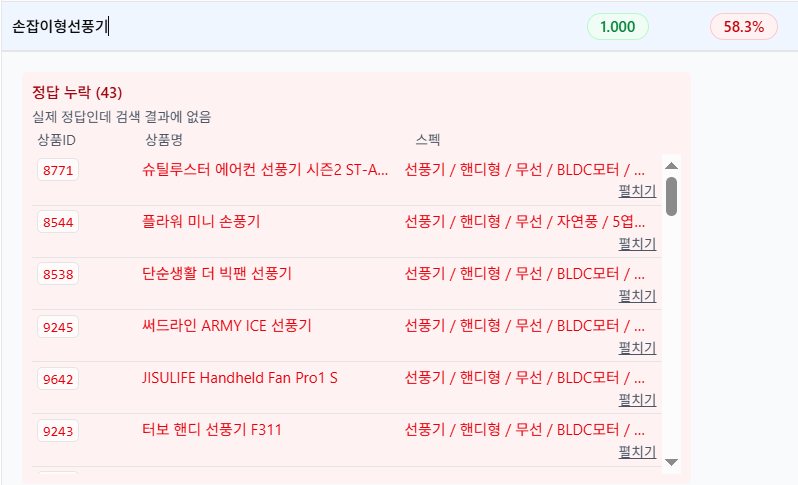 손잡이형선풍기 1.000 58.3%
정답 누락 (43)
실제 정답인데 검색 결과에 없음
상품ID 상품명 스펙
8771 슈틸루스터 에어컨 선풍기 시즌2 ST-A... 선풍기 / 핸디형 / 무선 / BLDC모터 / ...
펼치기
8544 플라워 미니 손풍기 선풍기 / 핸디형 / 무선 / 자연풍 / 5엽...
펼치기
8538 단순생활 더 빅팬 선풍기 선풍기 / 핸디형 / 무선 / BLDC모터 / ...
펼치기
9245 써드라인 ARMY ICE 선풍기 선풍기 / 핸디형 / 무선 / BLDC모터 / ...
펼치기
9642 JISULIFE Handheld Fan Pro1 S 선풍기 / 핸디형 / 무선 / BLDC모터 / ...
펼치기
9243 터보 핸디 선풍기 F311 선풍기 / 핸디형 / 무선 / BLDC모터 / ...
펼치기